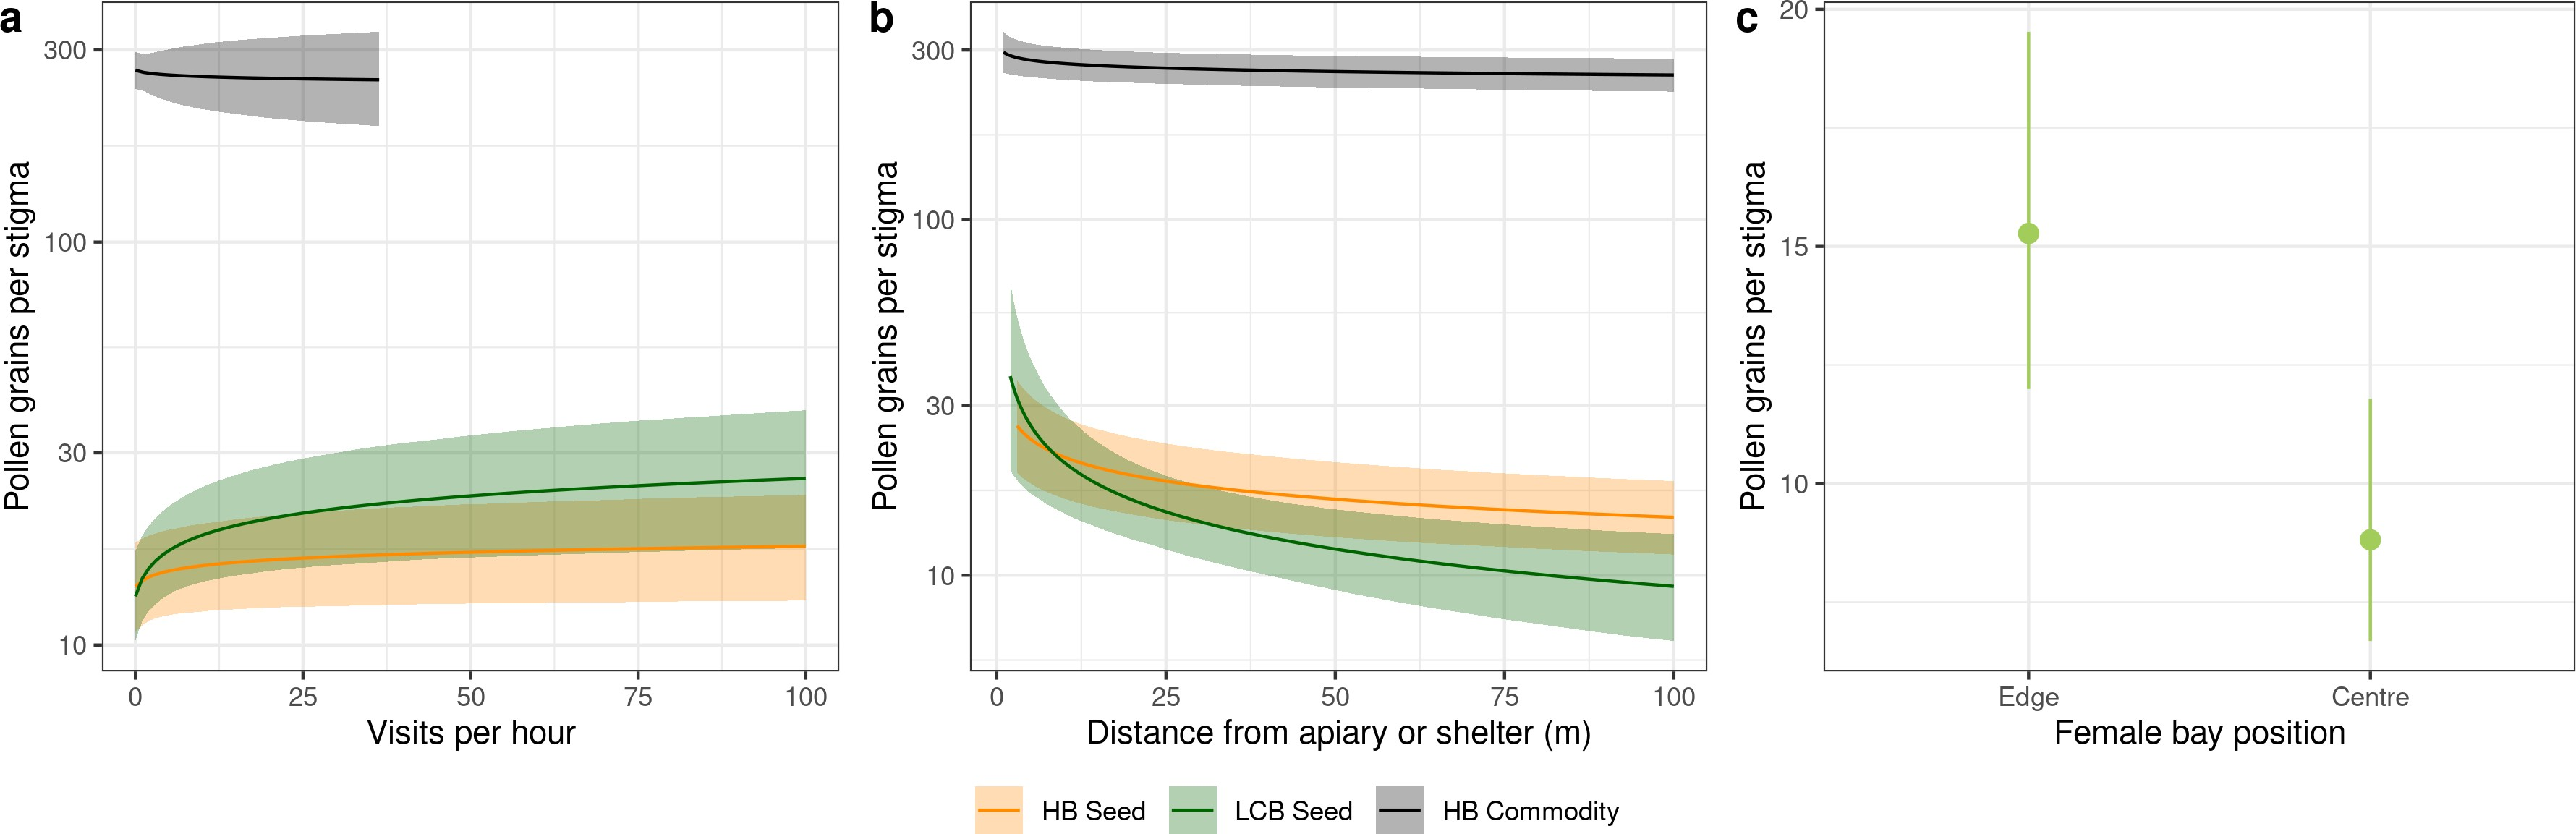 a
Pollen grains per stigma
300
100
30
10
0 25 50 75 100
Visits per hour
b
Pollen grains per stigma
300
100
30
10
0 25 50 75 100
Distance from apiary or shelter (m)
c
Pollen grains per stigma
20
15
10
Edge Centre
Female bay position
HB Seed LCB Seed HB Commodity